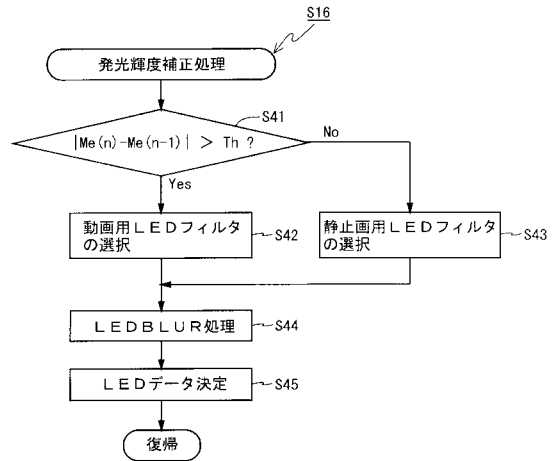 S16
発光輝度補正処理
S41
|Me(n)-Me(n-1)| > Th ?
No
Yes
動画用LEDフィルタ
の選択
S42
静止画用LEDフィルタ
の選択
S43
LEDBLUR処理
S44
LEDデータ決定
S45
復帰